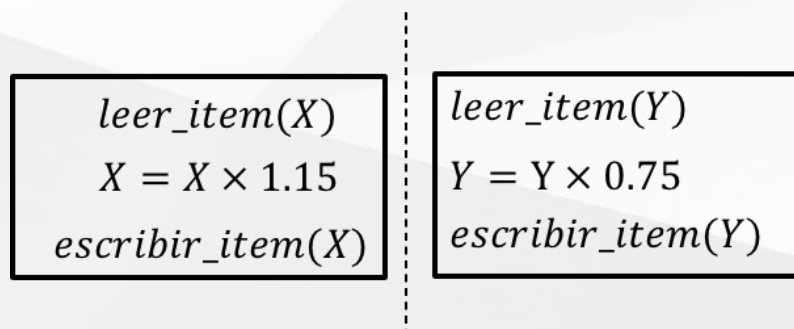 leer_item(X)
X = X × 1.15
escribir_item(X)
leer_item(Y)
Y = Y × 0.75
escribir_item(Y)